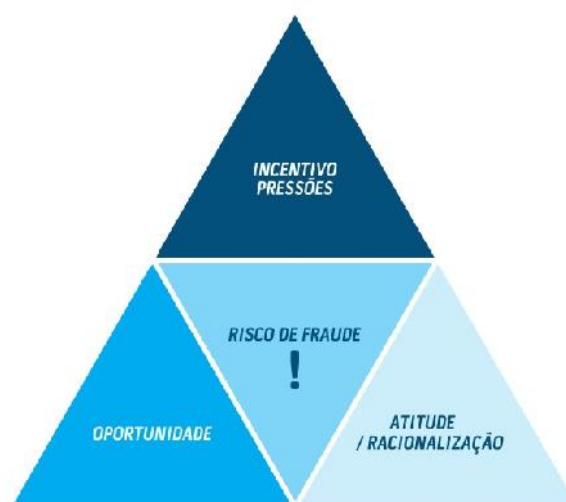 INCENTIVO
PRESSÕES
RISCO DE FRAUDE
!
OPORTUNIDADE
ATITUDE
/ RACIONALIZAÇÃO